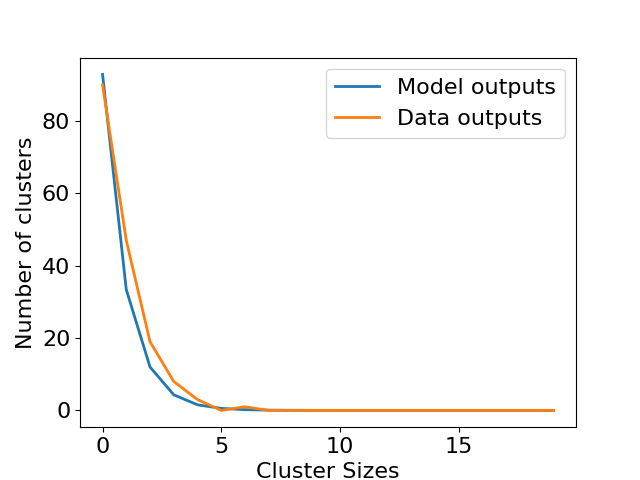 Model outputs
Data outputs
80
60
40
20
0
0 5 10 15
Number of clusters
Cluster Sizes